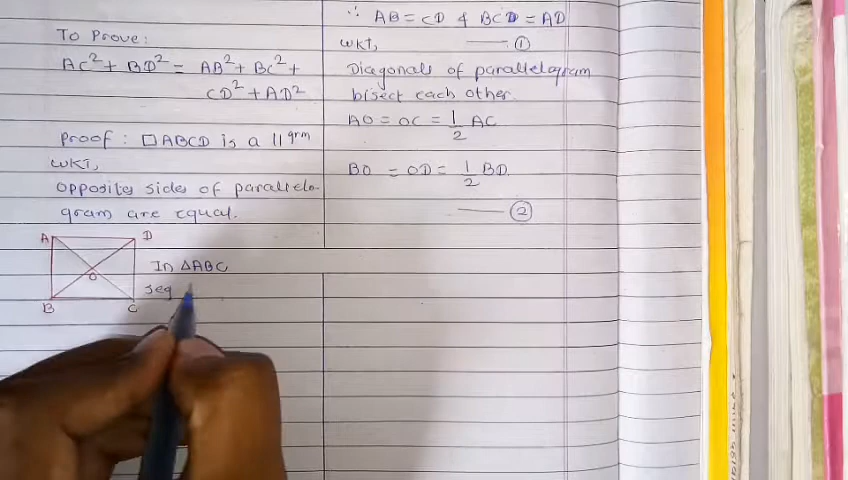 To Prove:
AC² + BD² = AB² + BC² +
CD² + AD²
Proof : □ABCD is a ||grm
WKT,
opposite sides of parallelo-
gram are equal.
A
D
O
B
C
In △ABC
seg
∴ AB = CD & BC = AD
WKT, —— ①
Diagonals of parallelogram
bisect each other.
AO = OC = 1/2 AC
BO = OD = 1/2 BD.
—— ②